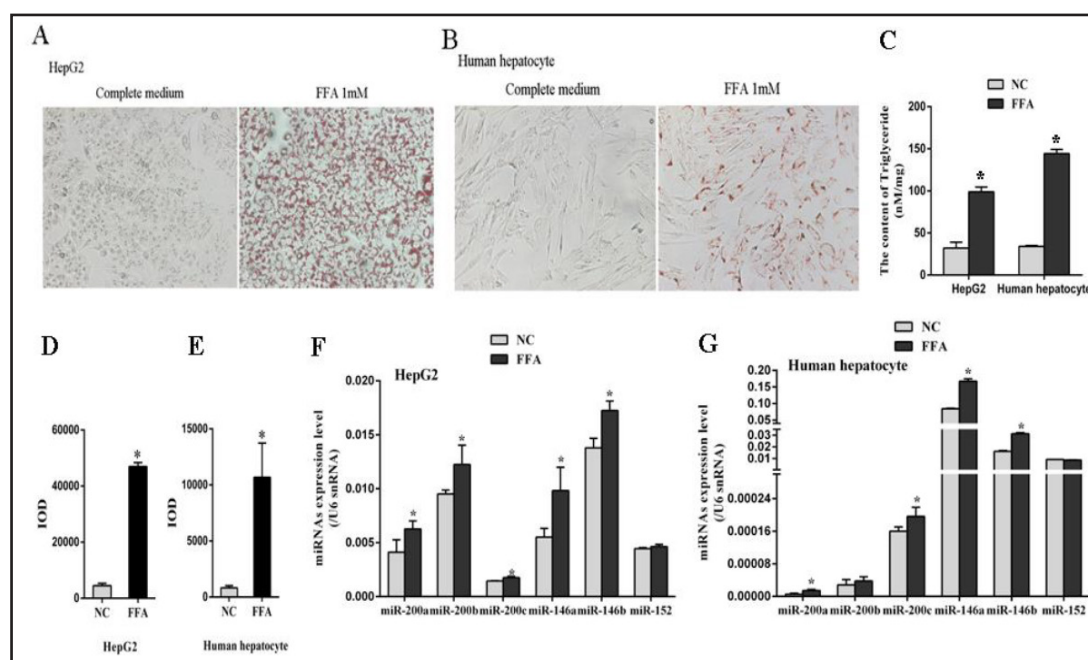 A
HepG2
Complete medium
FFA 1mM
B
Human hepatocyte
Complete medium
FFA 1mM
C
NC
FFA
The content of Triglyceride
(nM/mg)
200
150
100
50
0
*
*
HepG2
Human hepatocyte
D
IOD
60000
40000
20000
0
*
NC
FFA
HepG2
E
IOD
15000
10000
5000
0
*
NC
FFA
Human hepatocyte
F
NC
FFA
HepG2
miRNAs expression level
(/U6 snRNA)
0.020
0.015
0.010
0.005
0.000
*
*
*
*
*
miR-200a
miR-200b
miR-200c
miR-146a
miR-146b
miR-152
G
NC
FFA
Human hepatocyte
miRNAs expression level
(/U6 snRNA)
0.20
0.15
0.10
0.05
0.03
0.01
0.00024
0.00016
0.00008
0.00000
*
*
*
*
miR-200a
miR-200b
miR-200c
miR-146a
miR-146b
miR-152